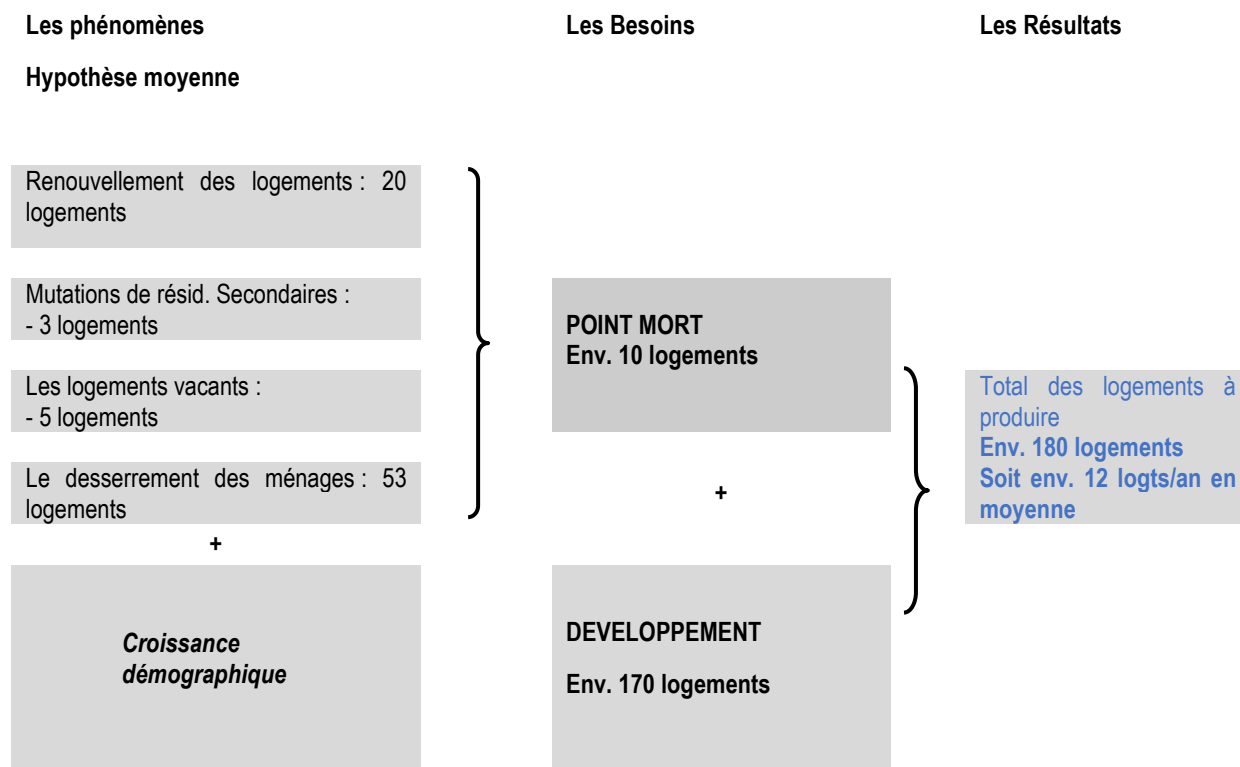 Les phénomènes
Hypothèse moyenne
Renouvellement des logements : 20
logements
Mutations de résid. Secondaires :
- 3 logements
Les logements vacants :
- 5 logements
Le desserrement des ménages : 53
logements
+
Croissance
démographique
Les Besoins
POINT MORT
Env. 10 logements
+
DEVELOPPEMENT
Env. 170 logements
Les Résultats
Total des logements à
produire
Env. 180 logements
Soit env. 12 logts/an en
moyenne